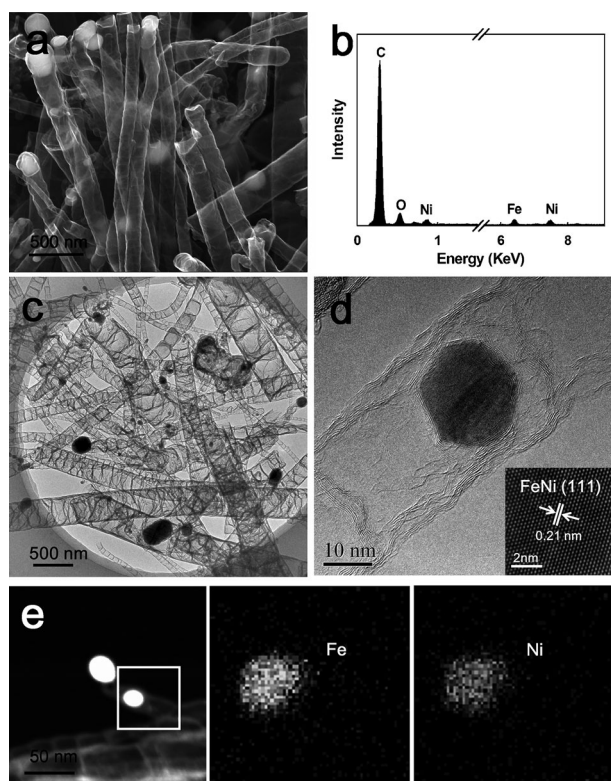 a
500 nm
b
C
O
Ni
Fe
Ni
Intensity
0
1
6
8
Energy (KeV)
c
500 nm
d
10 nm
FeNi (111)
0.21 nm
2nm
e
50 nm
Fe
Ni